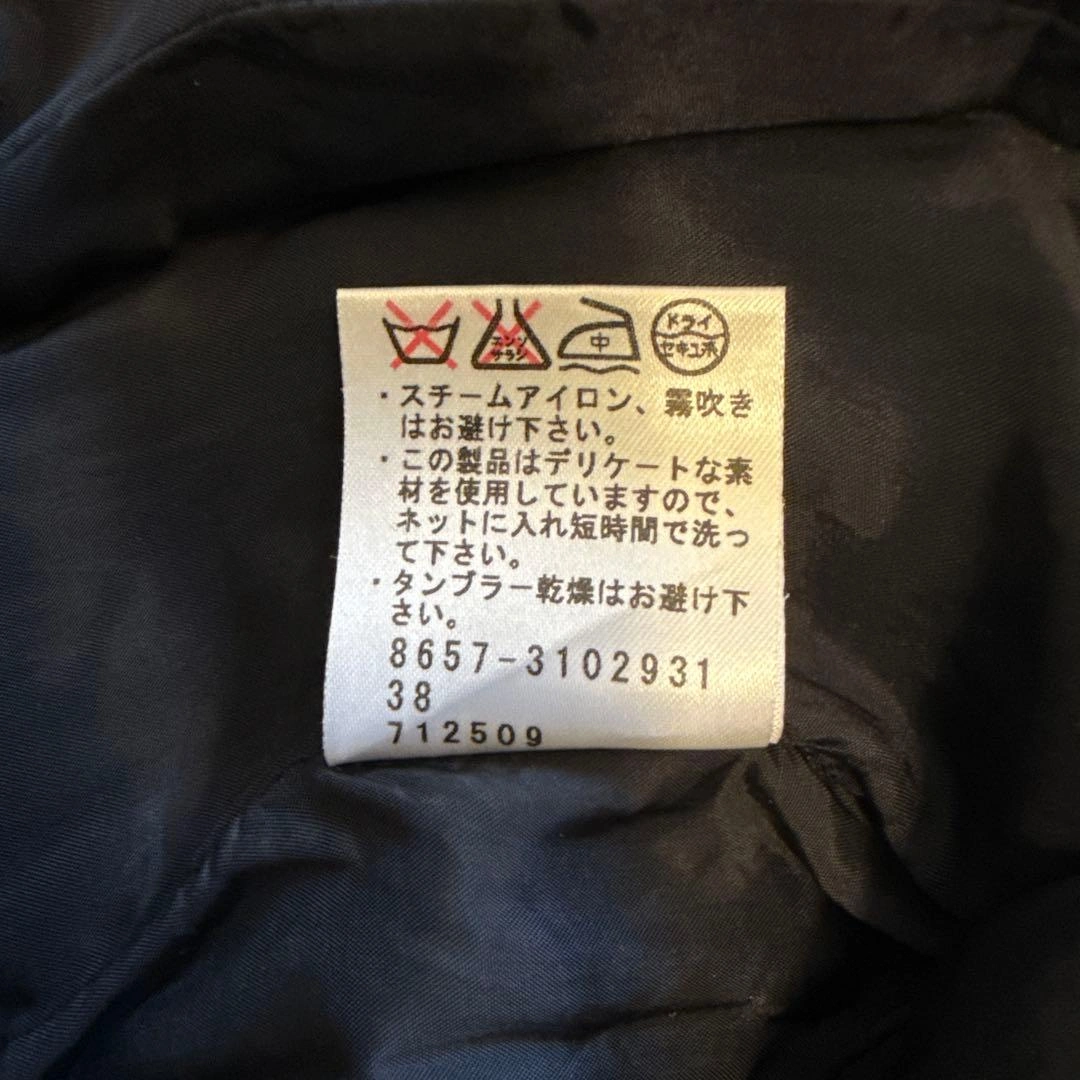 エンソ
サラシ
中
ドライ
セキユ系
・スチームアイロン、霧吹き
はお避け下さい。
・この製品はデリケートな素
材を使用していますので、
ネットに入れ短時間で洗っ
て下さい。
・タンブラー乾燥はお避け下
さい。
8657-3102931
38
712509